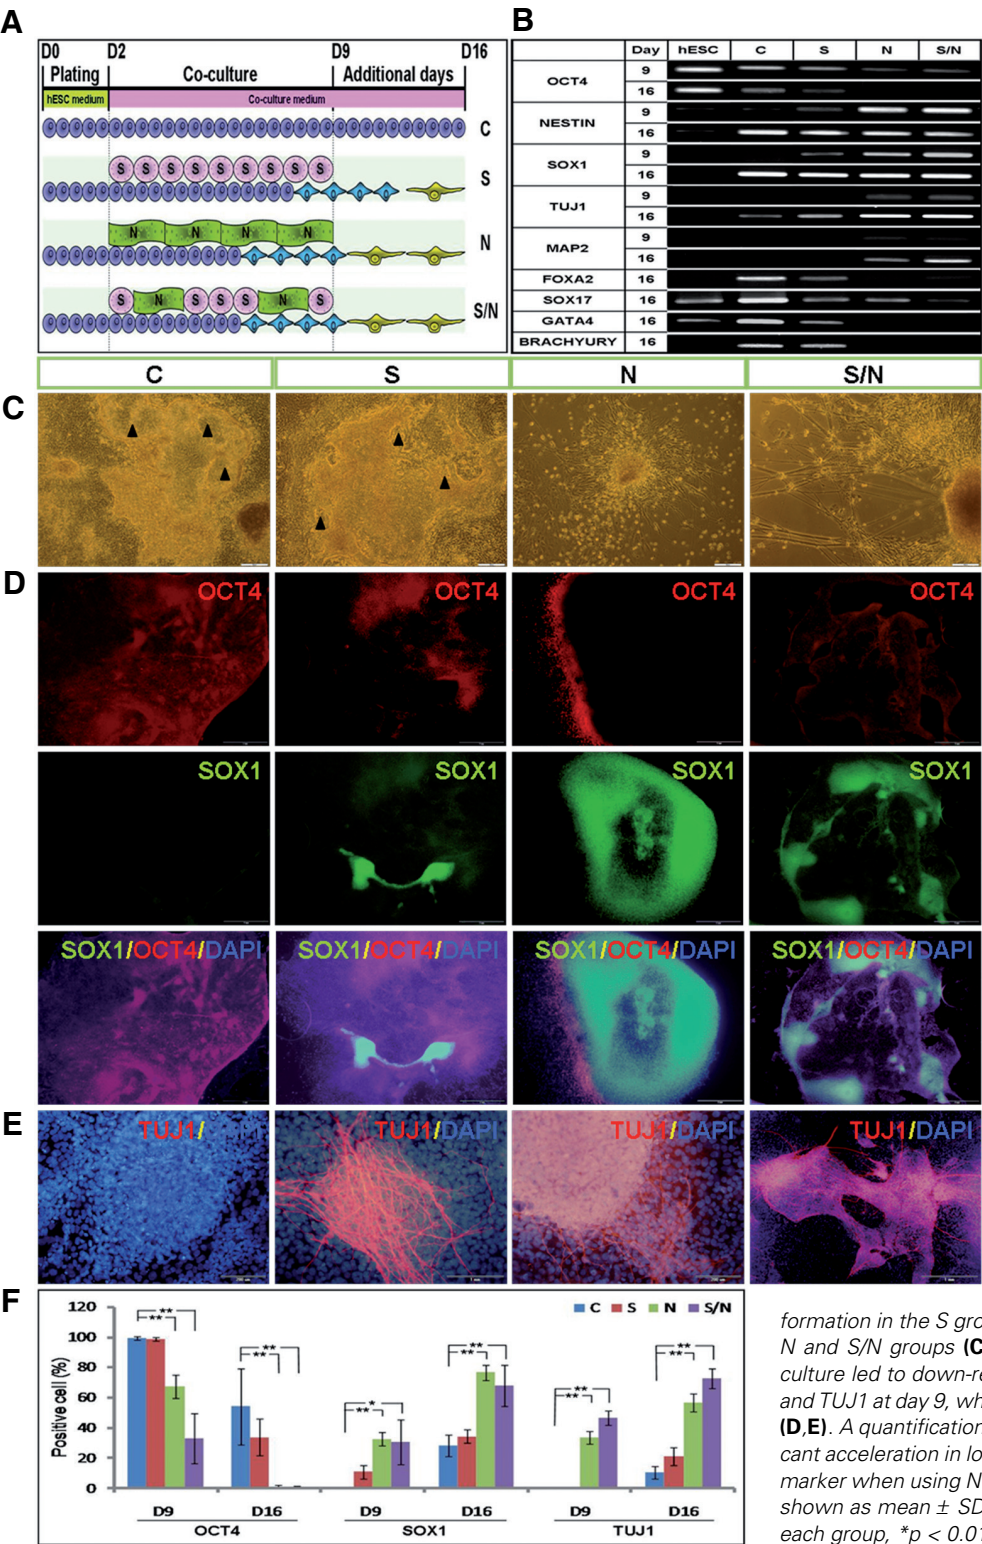 A
D0 D2 D9 D16
Plating Co-culture Additional days
hESC medium Co-culture medium
C
S S S S S S S S S
S
N N N N
N
S N S S S N S
S/N
B
Day hESC C S N S/N
OCT4 9
16
NESTIN 9
16
SOX1 9
16
TUJ1 9
16
MAP2 9
16
FOXA2 16
SOX17 16
GATA4 16
BRACHYURY 16
C S N S/N
C
D
OCT4 OCT4 OCT4 OCT4
SOX1 SOX1 SOX1 SOX1
SOX1/OCT4/DAPI SOX1/OCT4/DAPI SOX1/OCT4/DAPI SOX1/OCT4/DAPI
E
TUJ1/DAPI TUJ1/DAPI TUJ1/DAPI TUJ1/DAPI
F
Positive cell (%)
120
100
80
60
40
20
0
C S N S/N
** ** ** ** * ** ** ** ** ** ** **
D9 D16 D9 D16 D9 D16
OCT4 SOX1 TUJ1
formation in the S gro
N and S/N groups (C
culture led to down-re
and TUJ1 at day 9, wh
(D,E). A quantification
cant acceleration in lo
marker when using N
shown as mean ± SD
each group, *p < 0.01